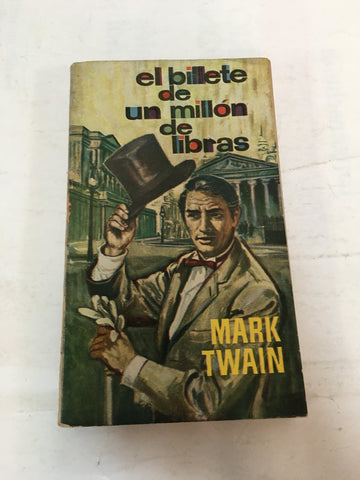 el billete
de
un millón
de
libras
MARK
TWAIN